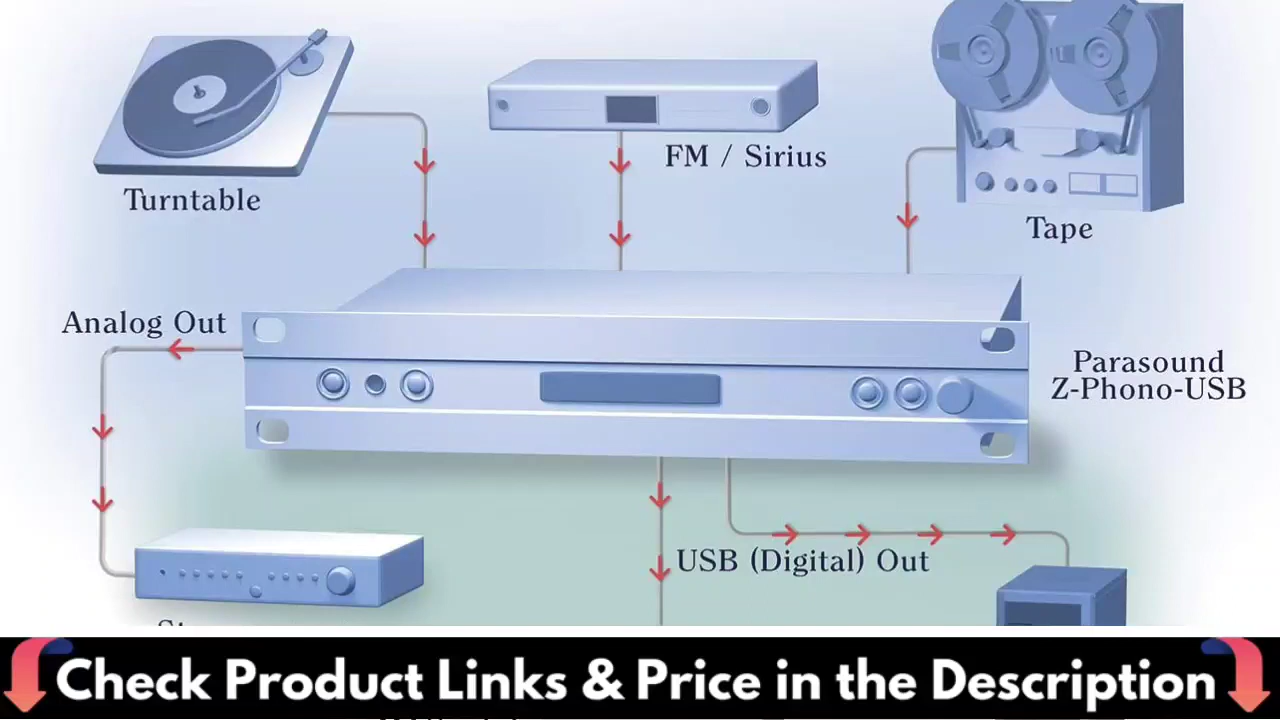 FM / Sirius
Turntable
Tape
Analog Out
Parasound
Z-Phono-USB
USB (Digital) Out
Check Product Links & Price in the Description